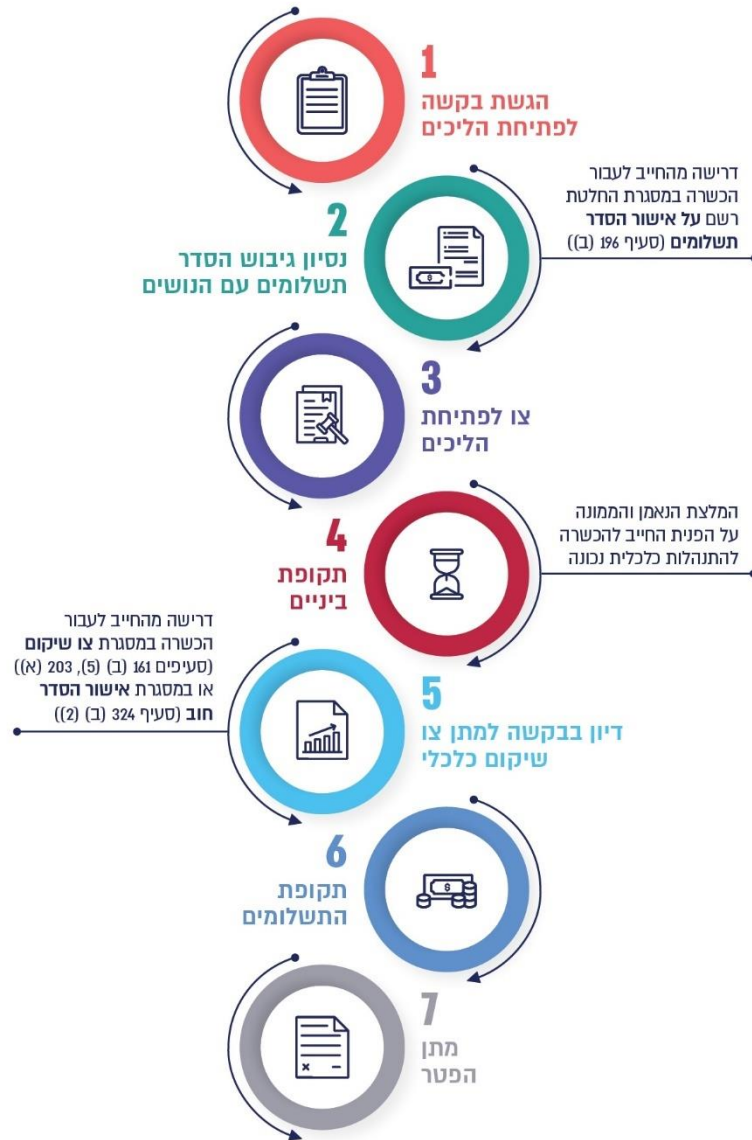 1
הגשת בקשה
לפתיחת הליכים
דרישה מהחייב לעבור
הכשרה במסגרת החלטת
רשם על אישור הסדר
תשלומים (סעיף 196 (ב))
2
נסיון גיבוש הסדר
תשלומים עם הנושים
3
צו לפתיחת
הליכים
המלצת הנאמן והממונה
על הפנית החייב להכשרה
להתנהלות כלכלית נכונה
4
תקופת
ביניים
דרישה מהחייב לעבור
הכשרה במסגרת צו שיקום
(סעיפים 161 (ב) (5), 203 (א))
או במסגרת אישור הסדר
חוב (סעיף 324 (ב) (2))
5
דיון בבקשה למתן צו
שיקום כלכלי
6
תקופת
התשלומים
7
מתן
הפטר